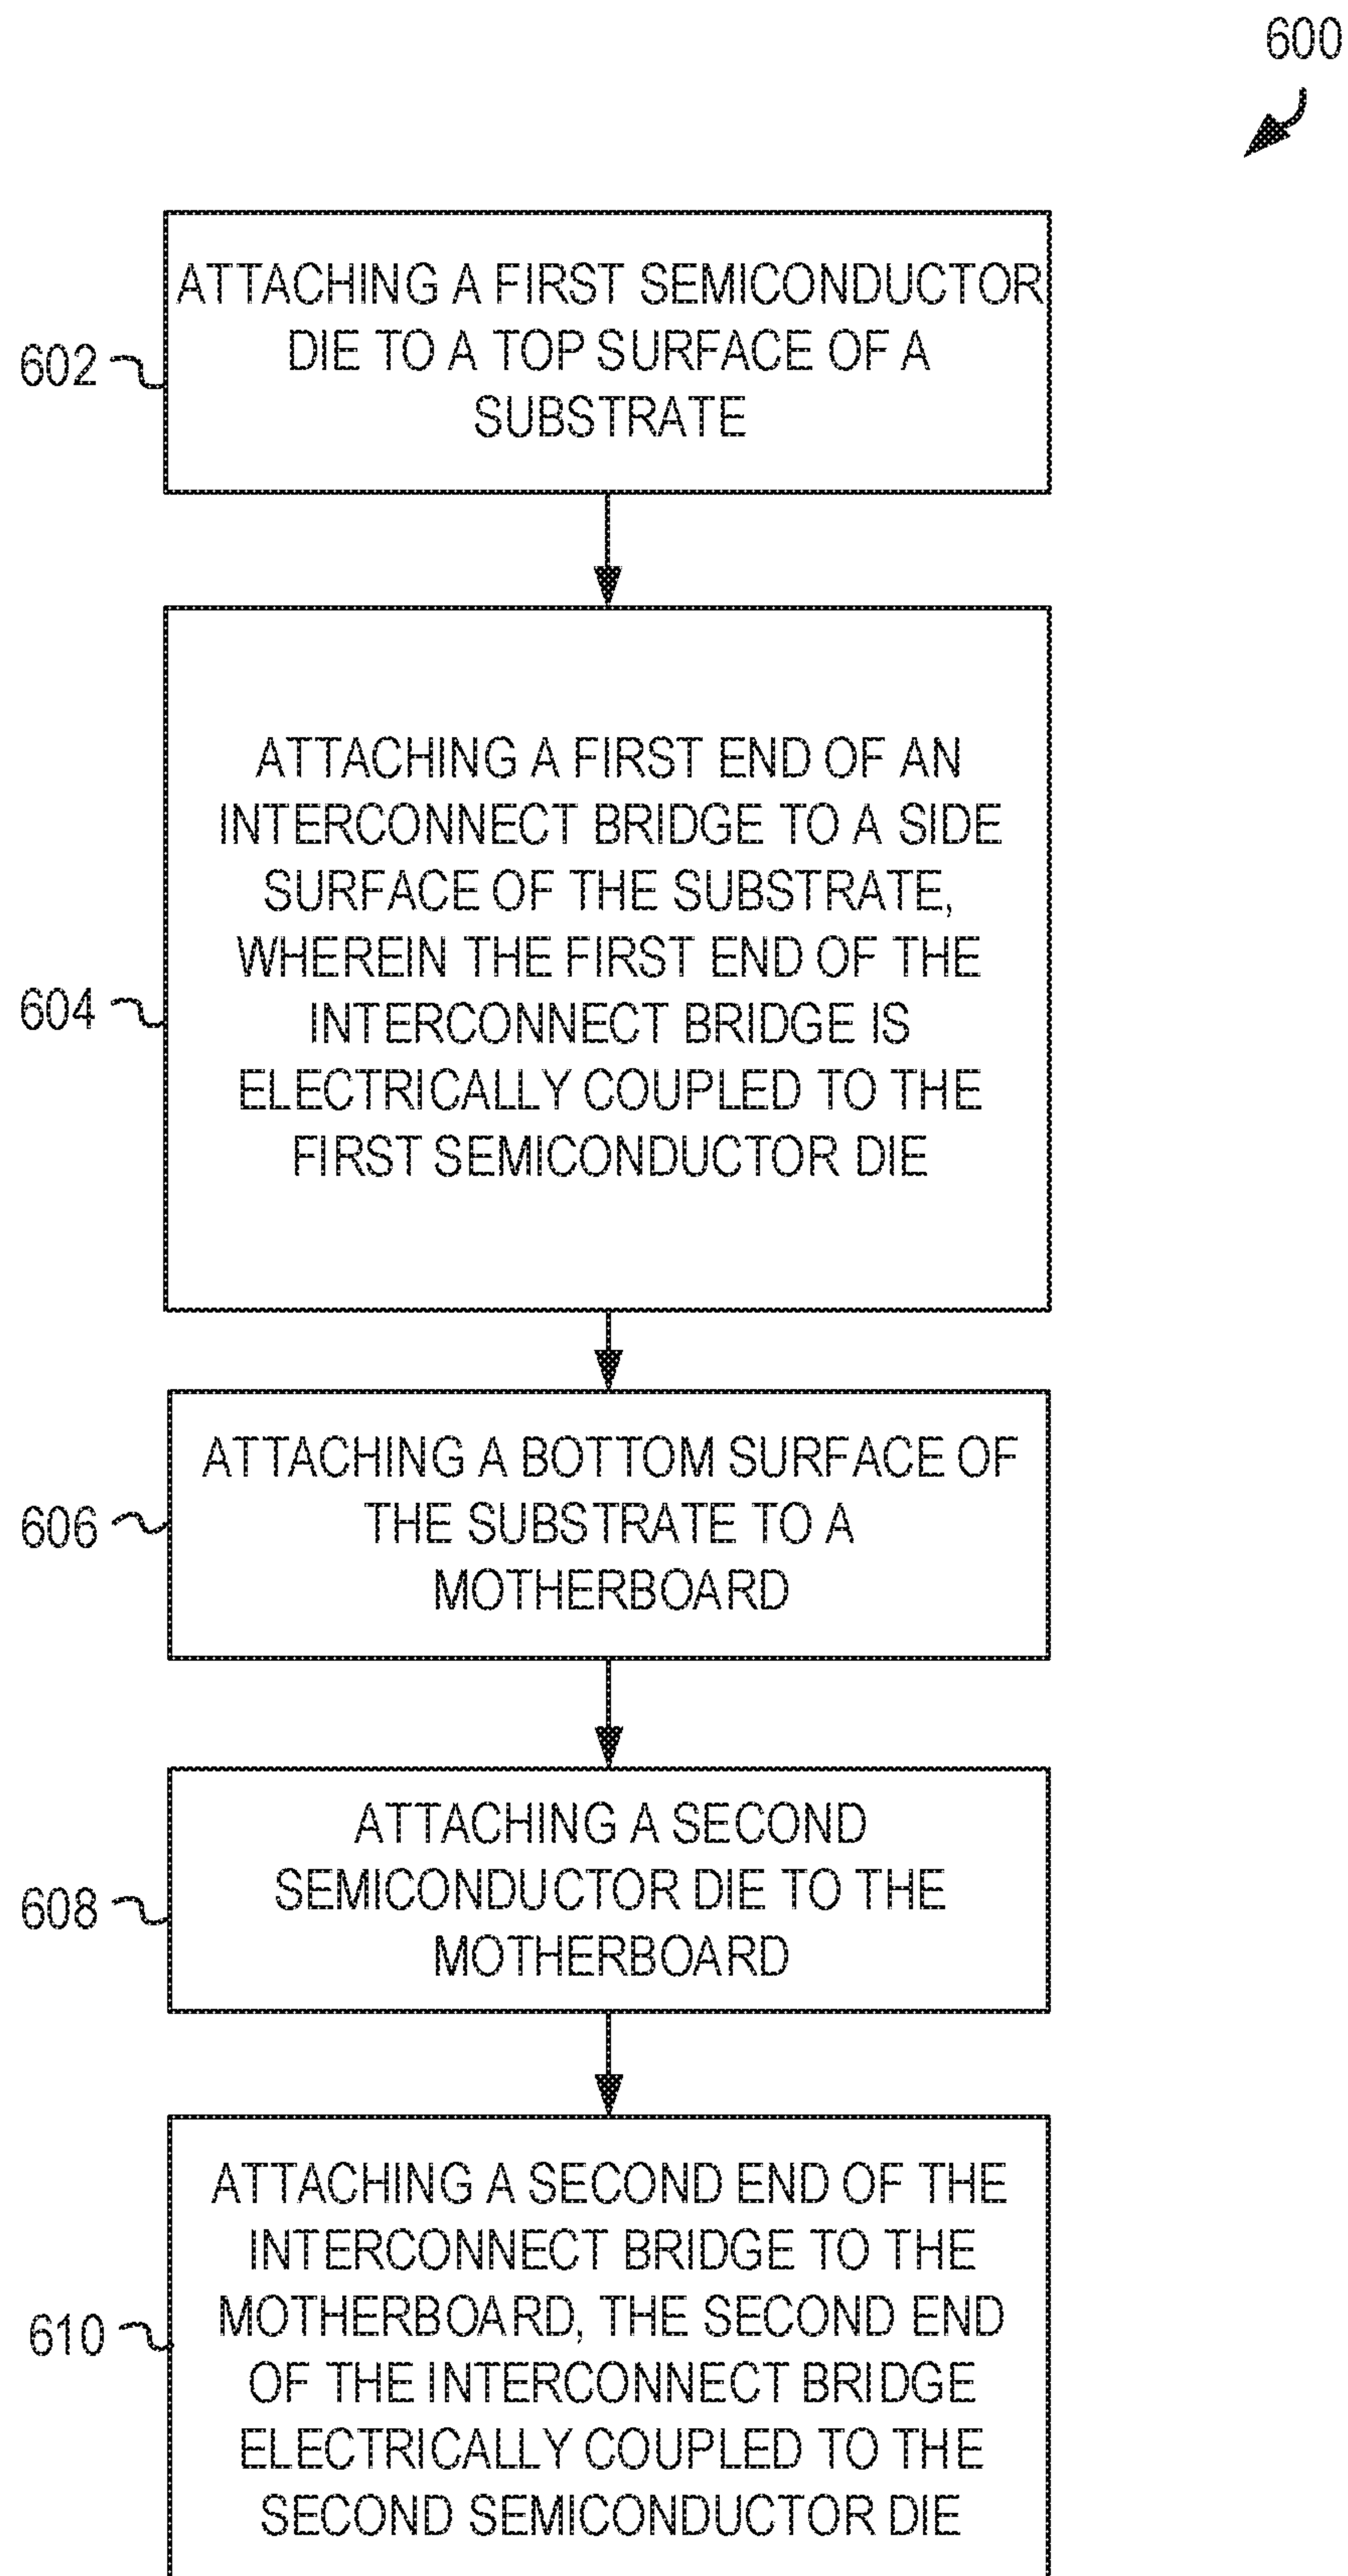 600
602
ATTACHING A FIRST SEMICONDUCTOR
DIE TO A TOP SURFACE OF A
SUBSTRATE
604
ATTACHING A FIRST END OF AN
INTERCONNECT BRIDGE TO A SIDE
SURFACE OF THE SUBSTRATE,
WHEREIN THE FIRST END OF THE
INTERCONNECT BRIDGE IS
ELECTRICALLY COUPLED TO THE
FIRST SEMICONDUCTOR DIE
606
ATTACHING A BOTTOM SURFACE OF
THE SUBSTRATE TO A
MOTHERBOARD
608
ATTACHING A SECOND
SEMICONDUCTOR DIE TO THE
MOTHERBOARD
610
ATTACHING A SECOND END OF THE
INTERCONNECT BRIDGE TO THE
MOTHERBOARD, THE SECOND END
OF THE INTERCONNECT BRIDGE
ELECTRICALLY COUPLED TO THE
SECOND SEMICONDUCTOR DIE